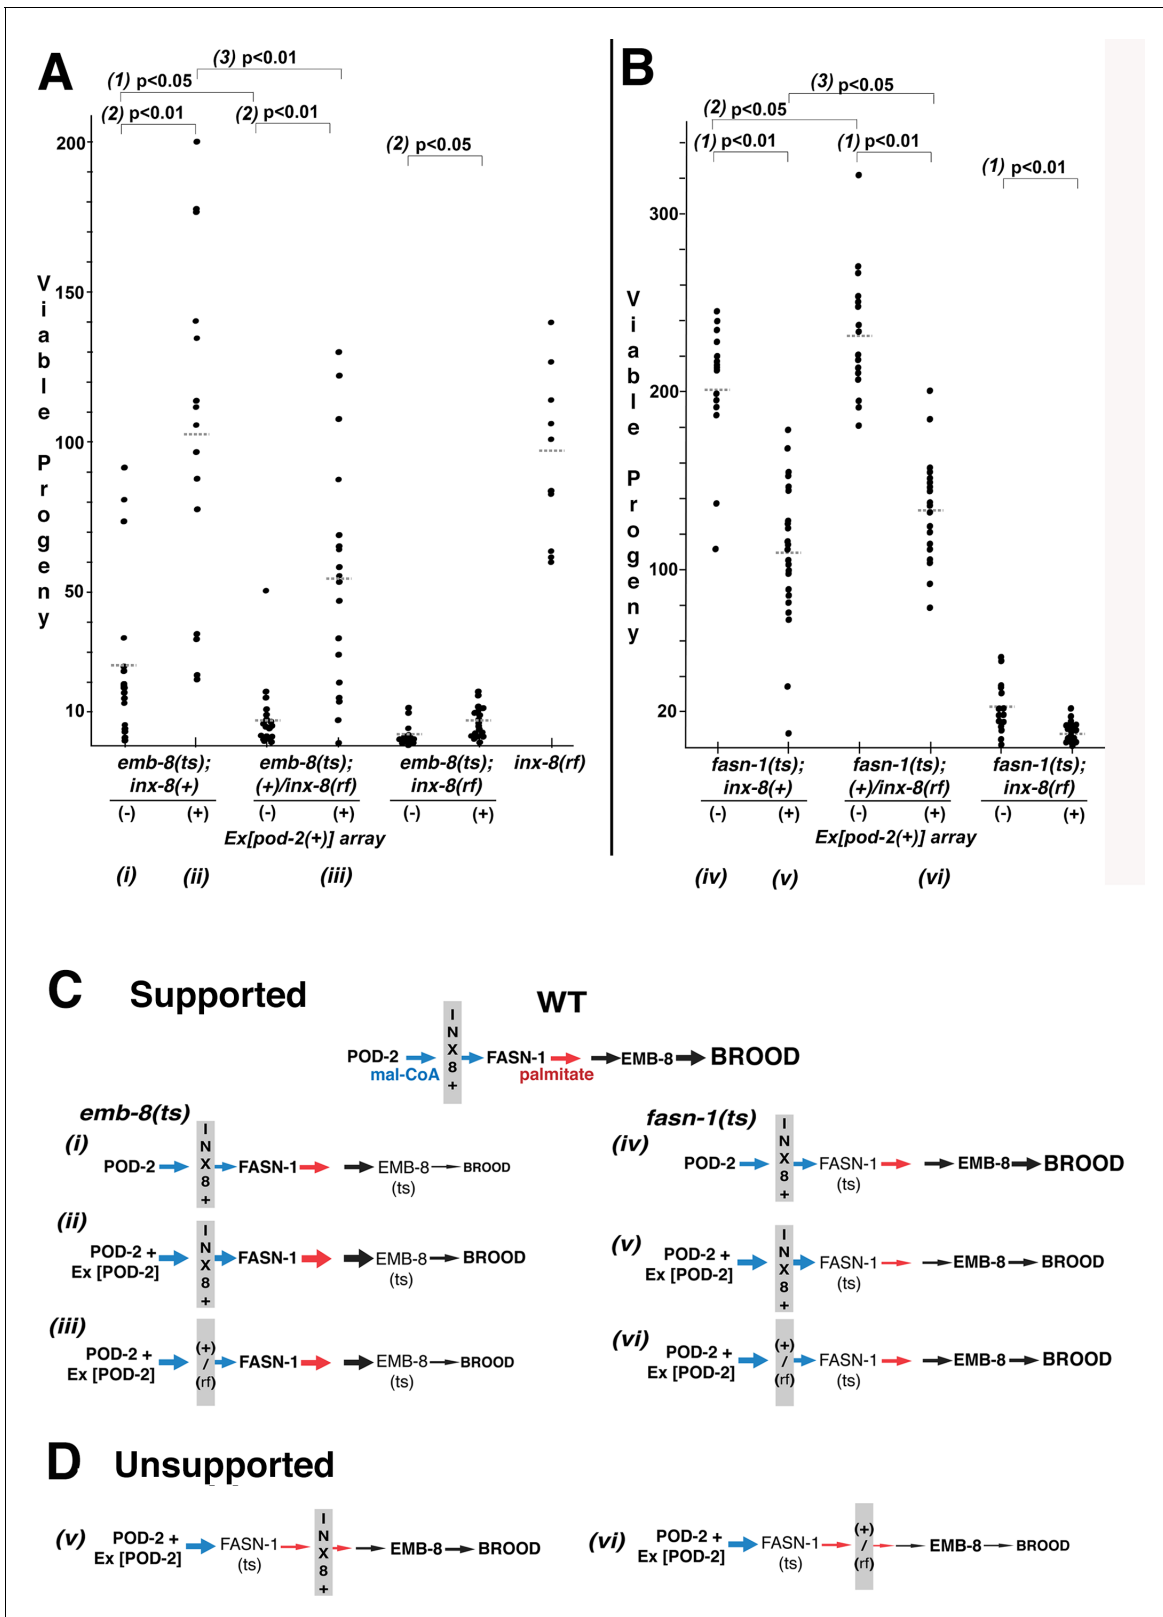 A
(3) p<0.01
(1) p<0.05
(2) p<0.01
(2) p<0.01
(2) p<0.05
200
150
100
50
10
Viable Progeny
emb-8(ts);
inx-8(+)
emb-8(ts);
(+)/inx-8(rf)
emb-8(ts);
inx-8(rf)
inx-8(rf)
(-)
(+)
(-)
(+)
(-)
(+)
Ex[pod-2(+)] array
(i)
(ii)
(iii)
B
(3) p<0.05
(2) p<0.05
(1) p<0.01
(1) p<0.01
(1) p<0.01
300
200
100
20
Viable Progeny
fasn-1(ts);
inx-8(+)
fasn-1(ts);
(+)/inx-8(rf)
fasn-1(ts);
inx-8(rf)
(-)
(+)
(-)
(+)
(-)
(+)
Ex[pod-2(+)] array
(iv)
(v)
(vi)
C Supported
WT
POD-2 INX8+ FASN-1 EMB-8 BROOD
mal-CoA palmitate
emb-8(ts)
(i)
POD-2 INX8+ FASN-1 EMB-8 BROOD
(ts)
(ii)
POD-2 + INX8+ FASN-1 EMB-8 BROOD
Ex [POD-2] (ts)
(iii)
POD-2 + (+)/(rf) FASN-1 EMB-8 BROOD
Ex [POD-2] (ts)
fasn-1(ts)
(iv)
POD-2 INX8+ FASN-1 EMB-8 BROOD
(ts)
(v)
POD-2 + INX8+ FASN-1 EMB-8 BROOD
Ex [POD-2] (ts)
(vi)
POD-2 + (+)/(rf) FASN-1 EMB-8 BROOD
Ex [POD-2] (ts)
D Unsupported
(v) POD-2 + FASN-1 INX8+ EMB-8 BROOD
Ex [POD-2] (ts)
(vi) POD-2 + FASN-1 (+)/(rf) EMB-8 BROOD
Ex [POD-2] (ts)